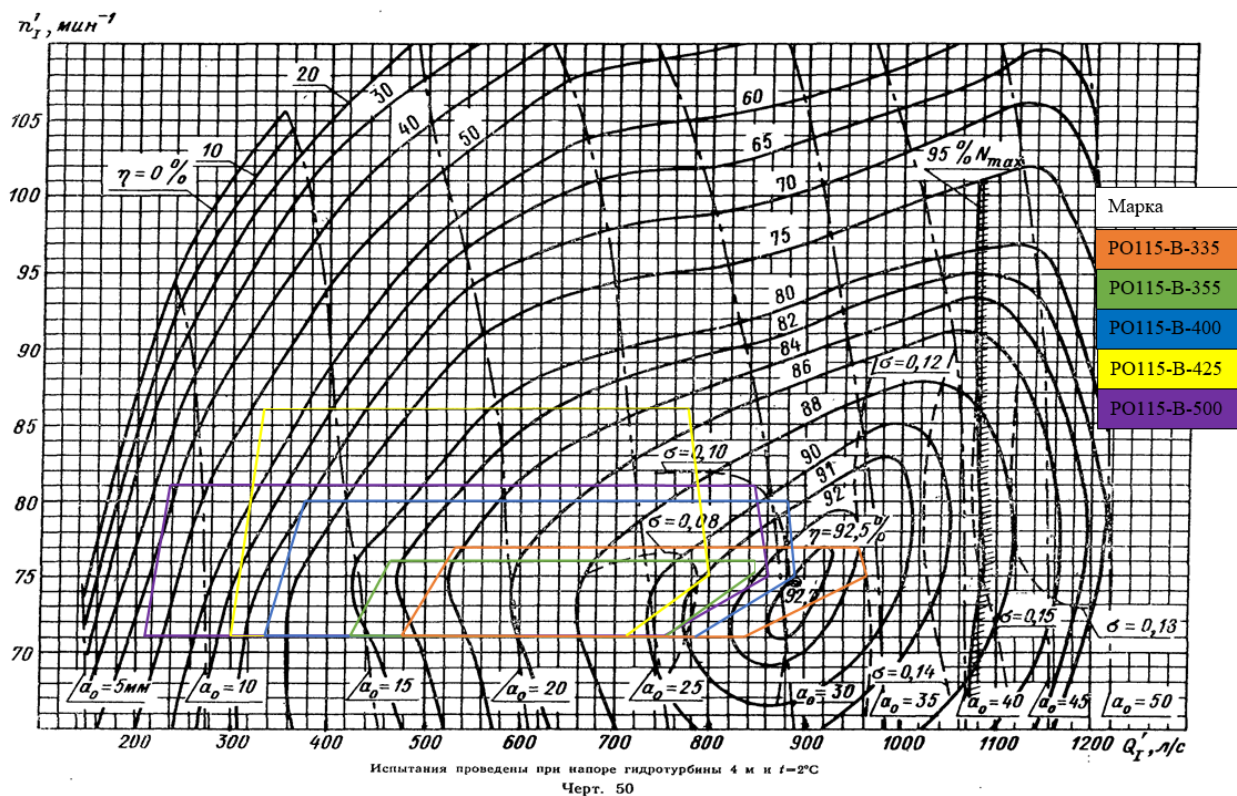 n'I, мин⁻¹
20
30
40
50
60
105
10
65
95 % Nmax
η=0%
70
100
75
Марка
РО115-В-335
95
80
РО115-В-355
82
84
РО115-В-400
90
86
σ=0,12
РО115-В-425
88
85
РО115-В-500
90
σ=0,10
91
92
80
σ=0,08
η=92,5%
75
92,7
σ=0,15
σ=0,18
70
σ=0,14
a₀=5мм
a₀=10
a₀=15
a₀=20
a₀=25
a₀=30
a₀=35
a₀=40
a₀=45
a₀=50
200 300 400 500 600 700 800 900 1000 1100 1200 Q'I, л/с
Испытания проведены при напоре гидротурбины 4 м и t=2°С
Черт. 50